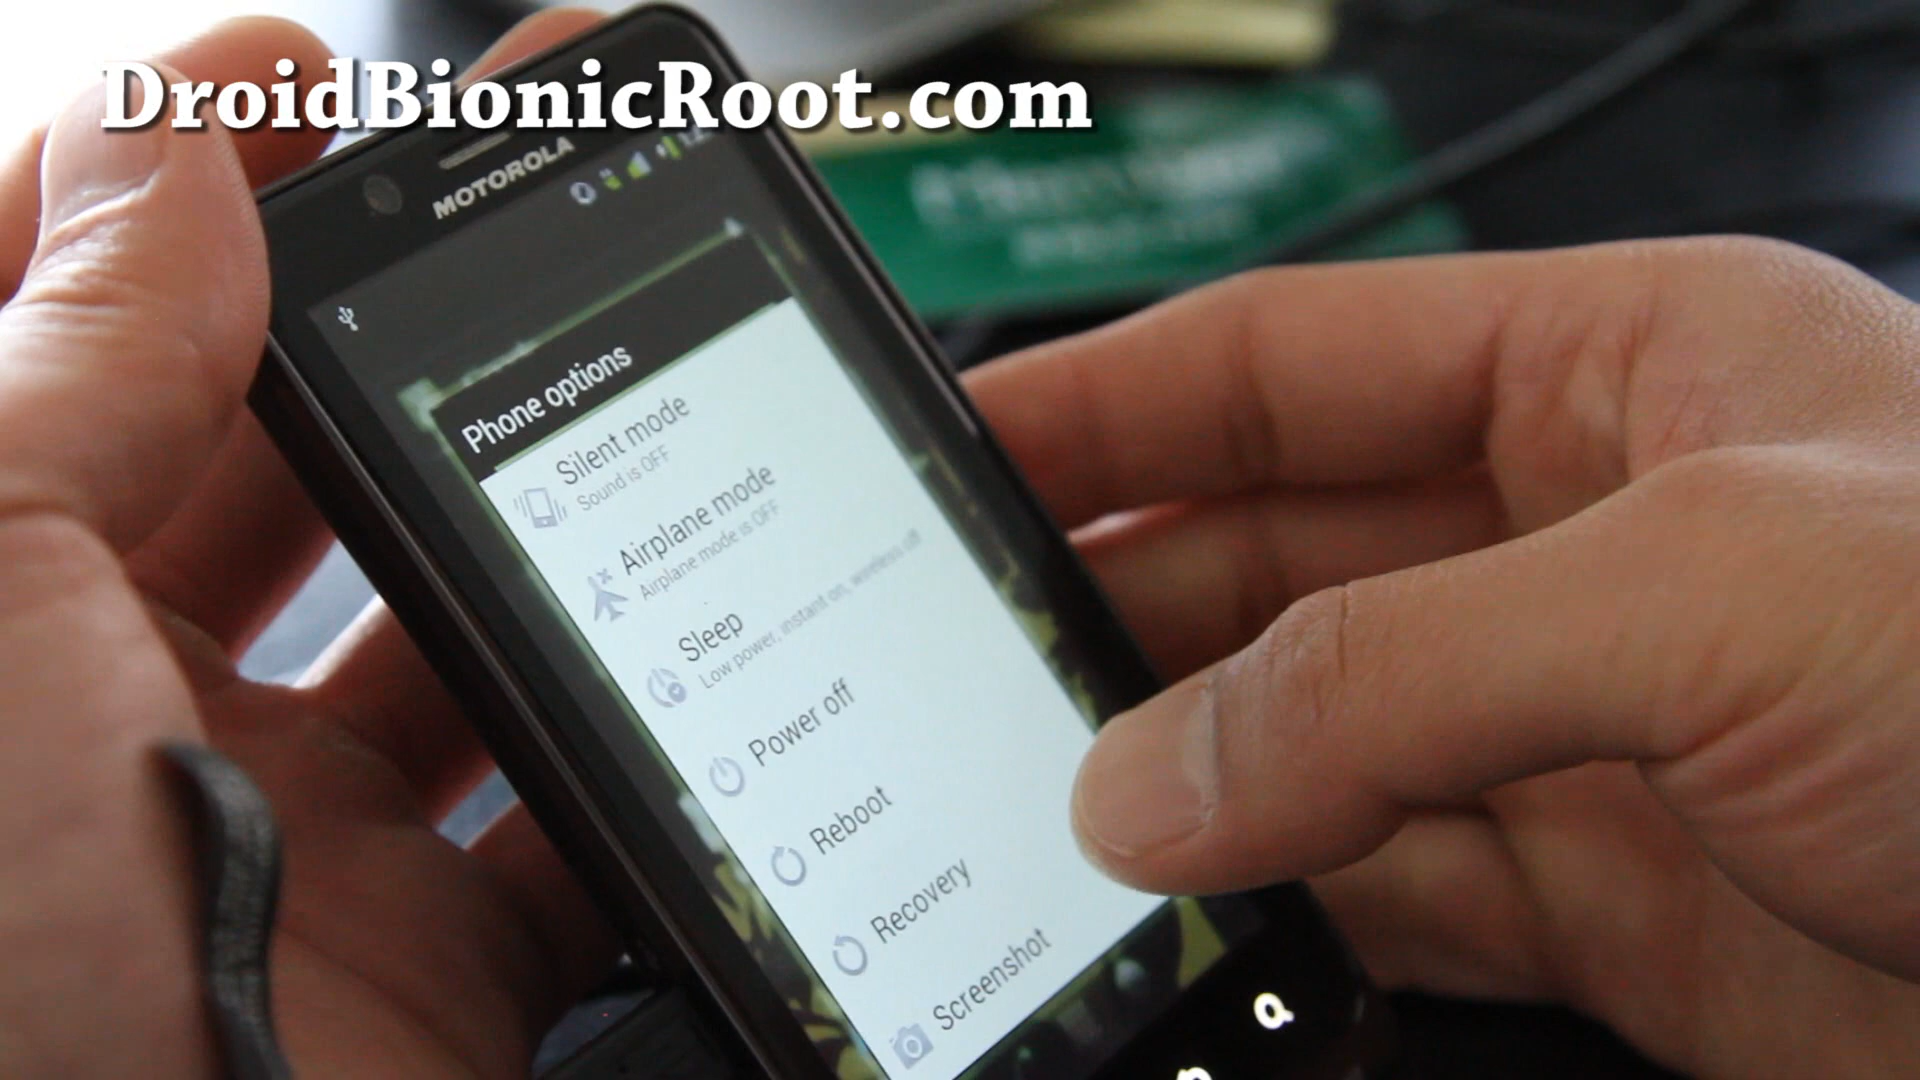 DroidBionicRoot.com
MOTOROLA
Phone options
Silent mode
Sound is OFF
Airplane mode
Airplane mode is OFF
Sleep
Low power, instant on, wireless off
Power off
Reboot
Recovery
Screenshot